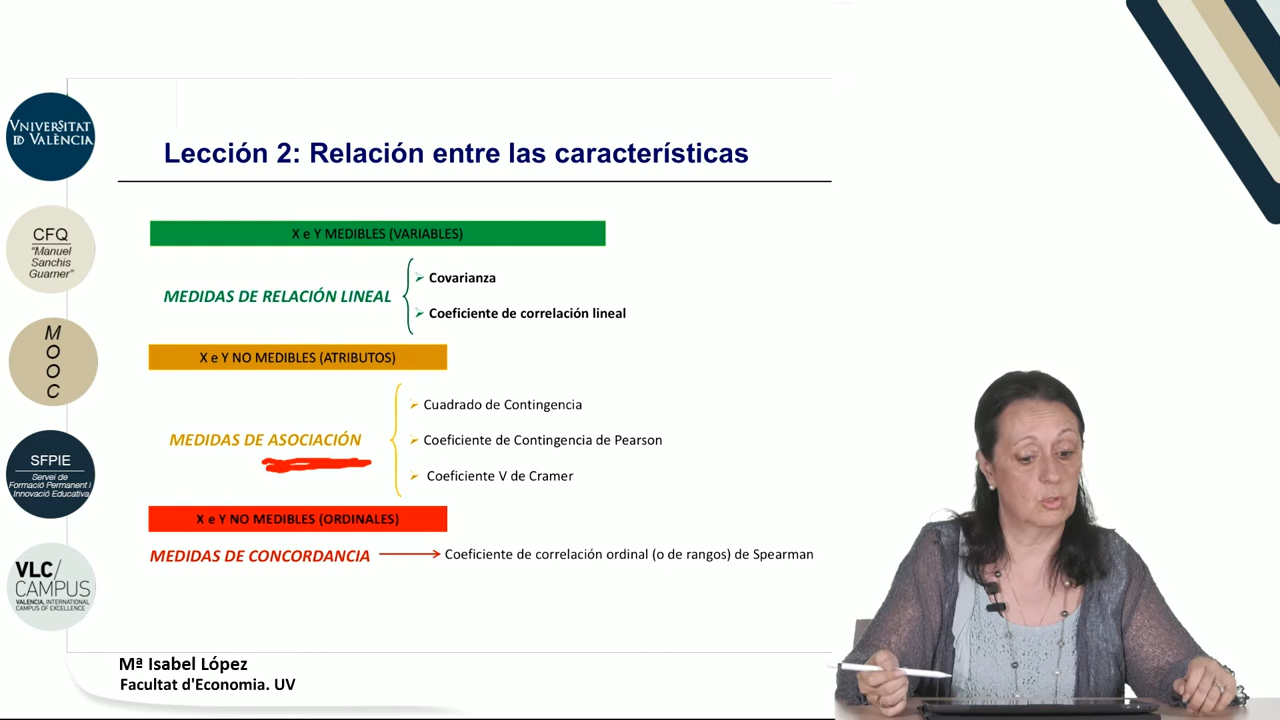 VNIVERSITAT
ID VALÈNCIA
CFQ
"Manuel
Sanchis
Guarner"
M
O
O
C
SFPIE
Servei de
Formació Permanent i
Innovació Educativa
VLC/
CAMPUS
VALENCIA, INTERNATIONAL
CAMPUS OF EXCELLENCE
Lección 2: Relación entre las características
X e Y MEDIBLES (VARIABLES)
MEDIDAS DE RELACIÓN LINEAL
Covarianza
Coeficiente de correlación lineal
X e Y NO MEDIBLES (ATRIBUTOS)
MEDIDAS DE ASOCIACIÓN
Cuadrado de Contingencia
Coeficiente de Contingencia de Pearson
Coeficiente V de Cramer
X e Y NO MEDIBLES (ORDINALES)
MEDIDAS DE CONCORDANCIA
Coeficiente de correlación ordinal (o de rangos) de Spearman
Mª Isabel López
Facultat d'Economia. UV